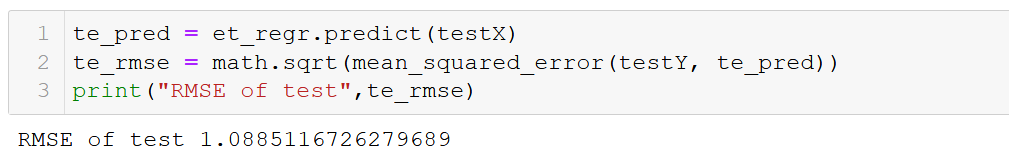 1 te_pred = et_regr.predict(testX)
2 te_rmse = math.sqrt(mean_squared_error(testY, te_pred))
3 print("RMSE of test",te_rmse)
RMSE of test 1.0885116726279689